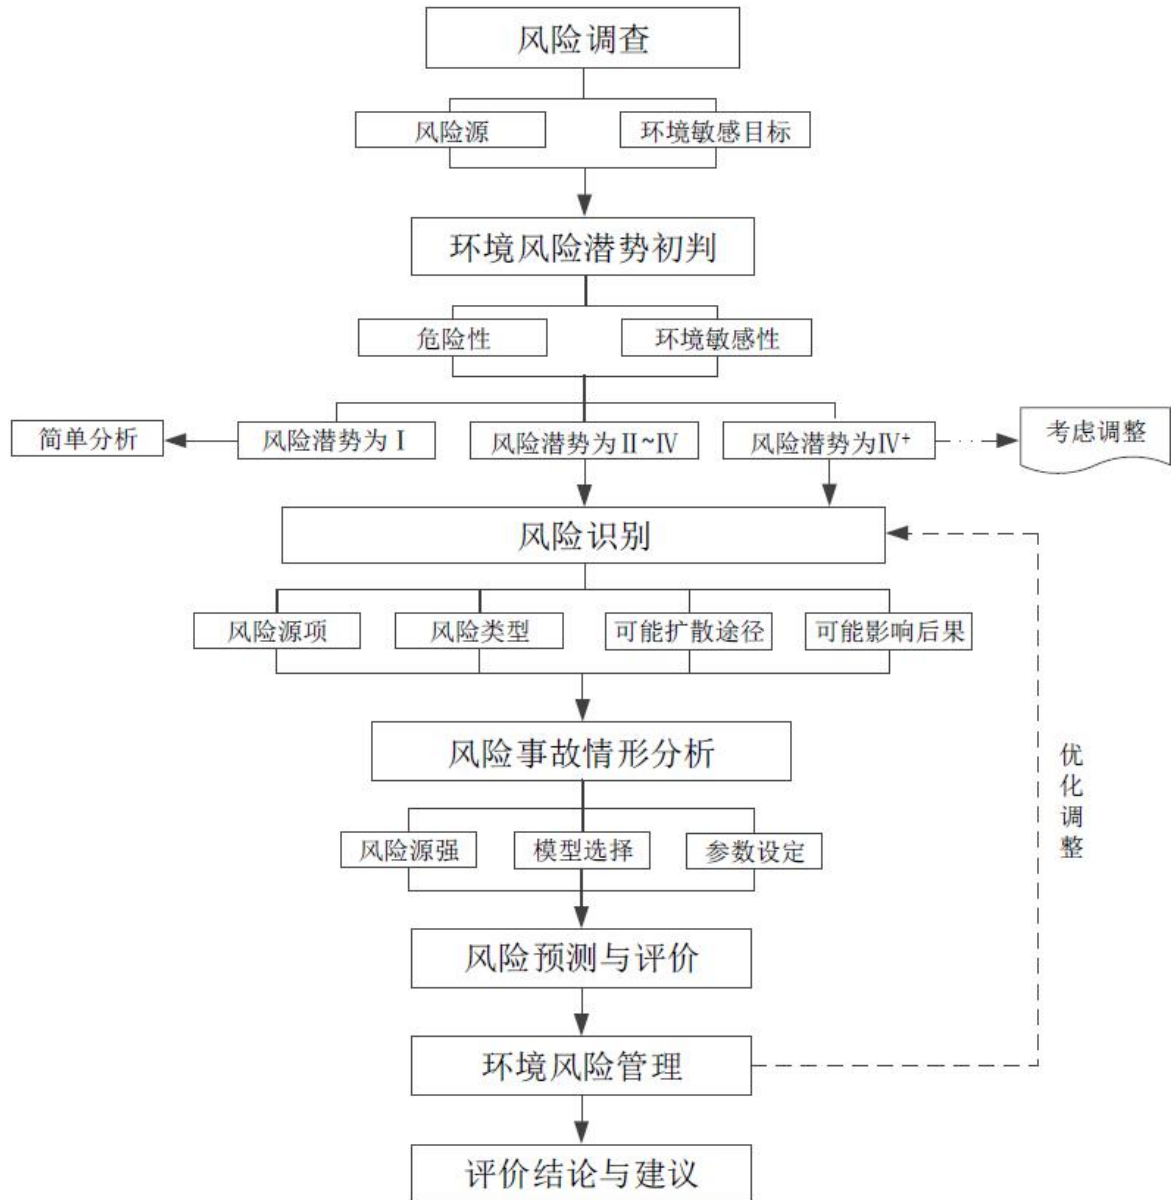 风险调查
风险源
环境敏感目标
环境风险潜势初判
危险性
环境敏感性
简单分析
风险潜势为Ⅰ
风险潜势为Ⅱ~Ⅳ
风险潜势为Ⅳ⁺
考虑调整
风险识别
风险源项
风险类型
可能扩散途径
可能影响后果
风险事故情形分析
优化调整
风险源强
模型选择
参数设定
风险预测与评价
环境风险管理
评价结论与建议